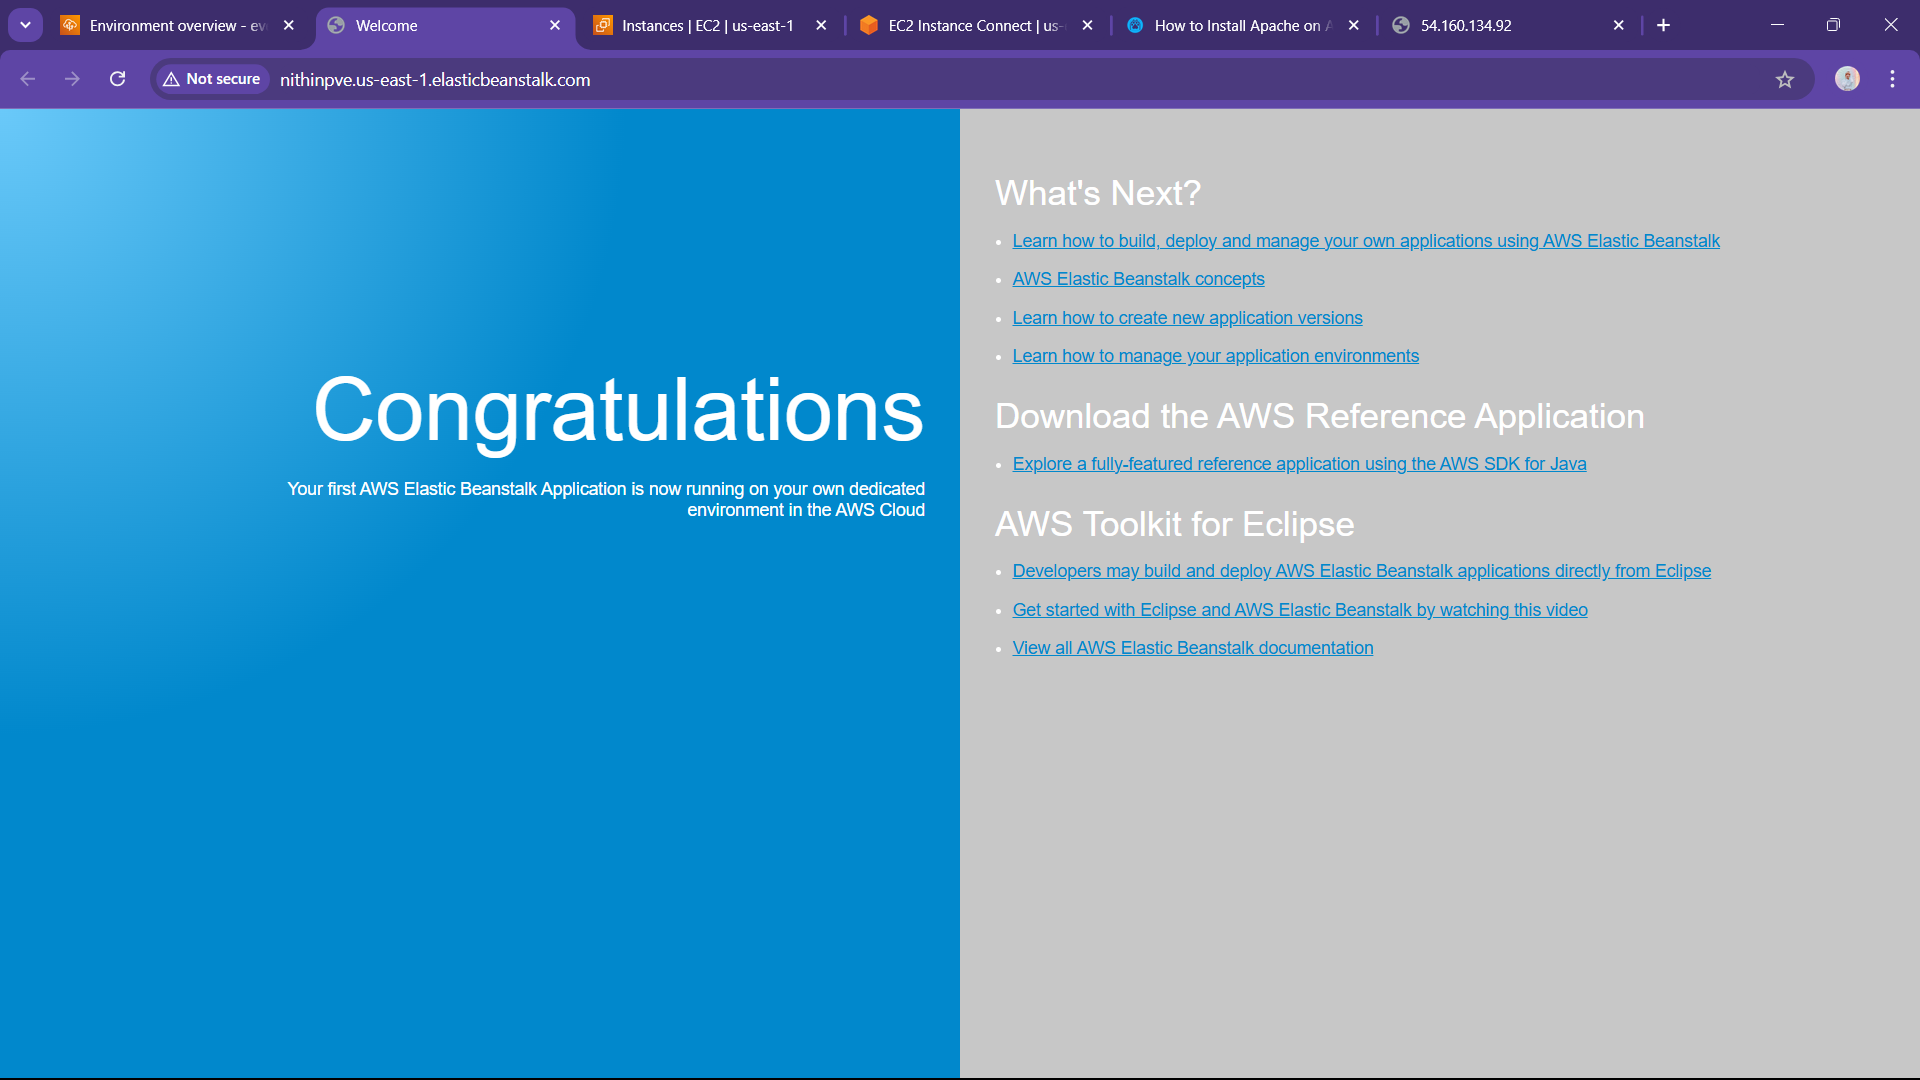 Environment overview - ev
Welcome
Instances | EC2 | us-east-1
EC2 Instance Connect | us-
How to Install Apache on A
54.160.134.92
Not secure
nithinpve.us-east-1.elasticbeanstalk.com
Congratulations
Your first AWS Elastic Beanstalk Application is now running on your own dedicated
environment in the AWS Cloud
What's Next?
Learn how to build, deploy and manage your own applications using AWS Elastic Beanstalk
AWS Elastic Beanstalk concepts
Learn how to create new application versions
Learn how to manage your application environments
Download the AWS Reference Application
Explore a fully-featured reference application using the AWS SDK for Java
AWS Toolkit for Eclipse
Developers may build and deploy AWS Elastic Beanstalk applications directly from Eclipse
Get started with Eclipse and AWS Elastic Beanstalk by watching this video
View all AWS Elastic Beanstalk documentation